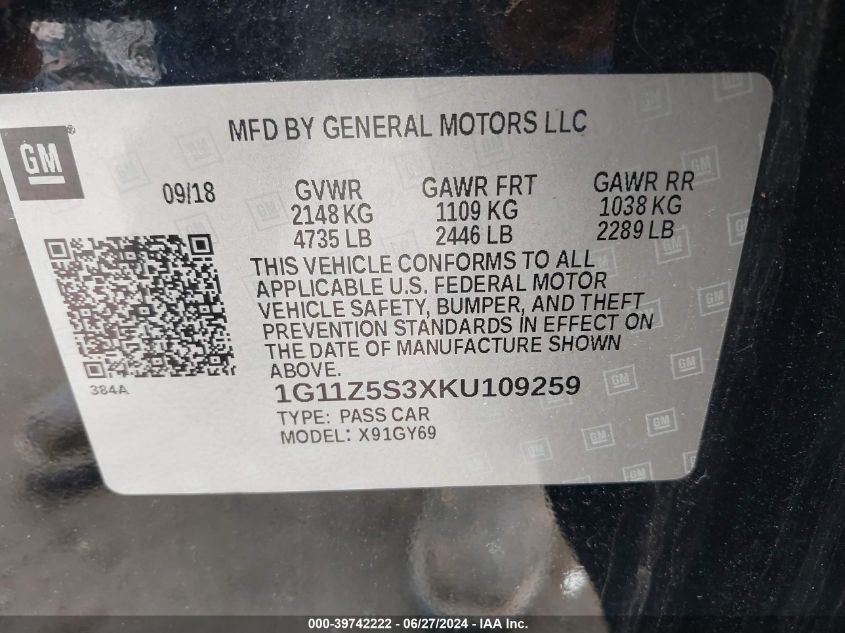 MFD BY GENERAL MOTORS LLC
GM
®
09/18
GVWR
2148 KG
4735 LB
GAWR FRT
1109 KG
2446 LB
GAWR RR
1038 KG
2289 LB
THIS VEHICLE CONFORMS TO ALL
APPLICABLE U.S. FEDERAL MOTOR
VEHICLE SAFETY, BUMPER, AND THEFT
PREVENTION STANDARDS IN EFFECT ON
THE DATE OF MANUFACTURE SHOWN
ABOVE.
384A
1G11Z5S3XKU109259
TYPE: PASS CAR
MODEL: X91GY69
000-39742222 - 06/27/2024 - IAA Inc.